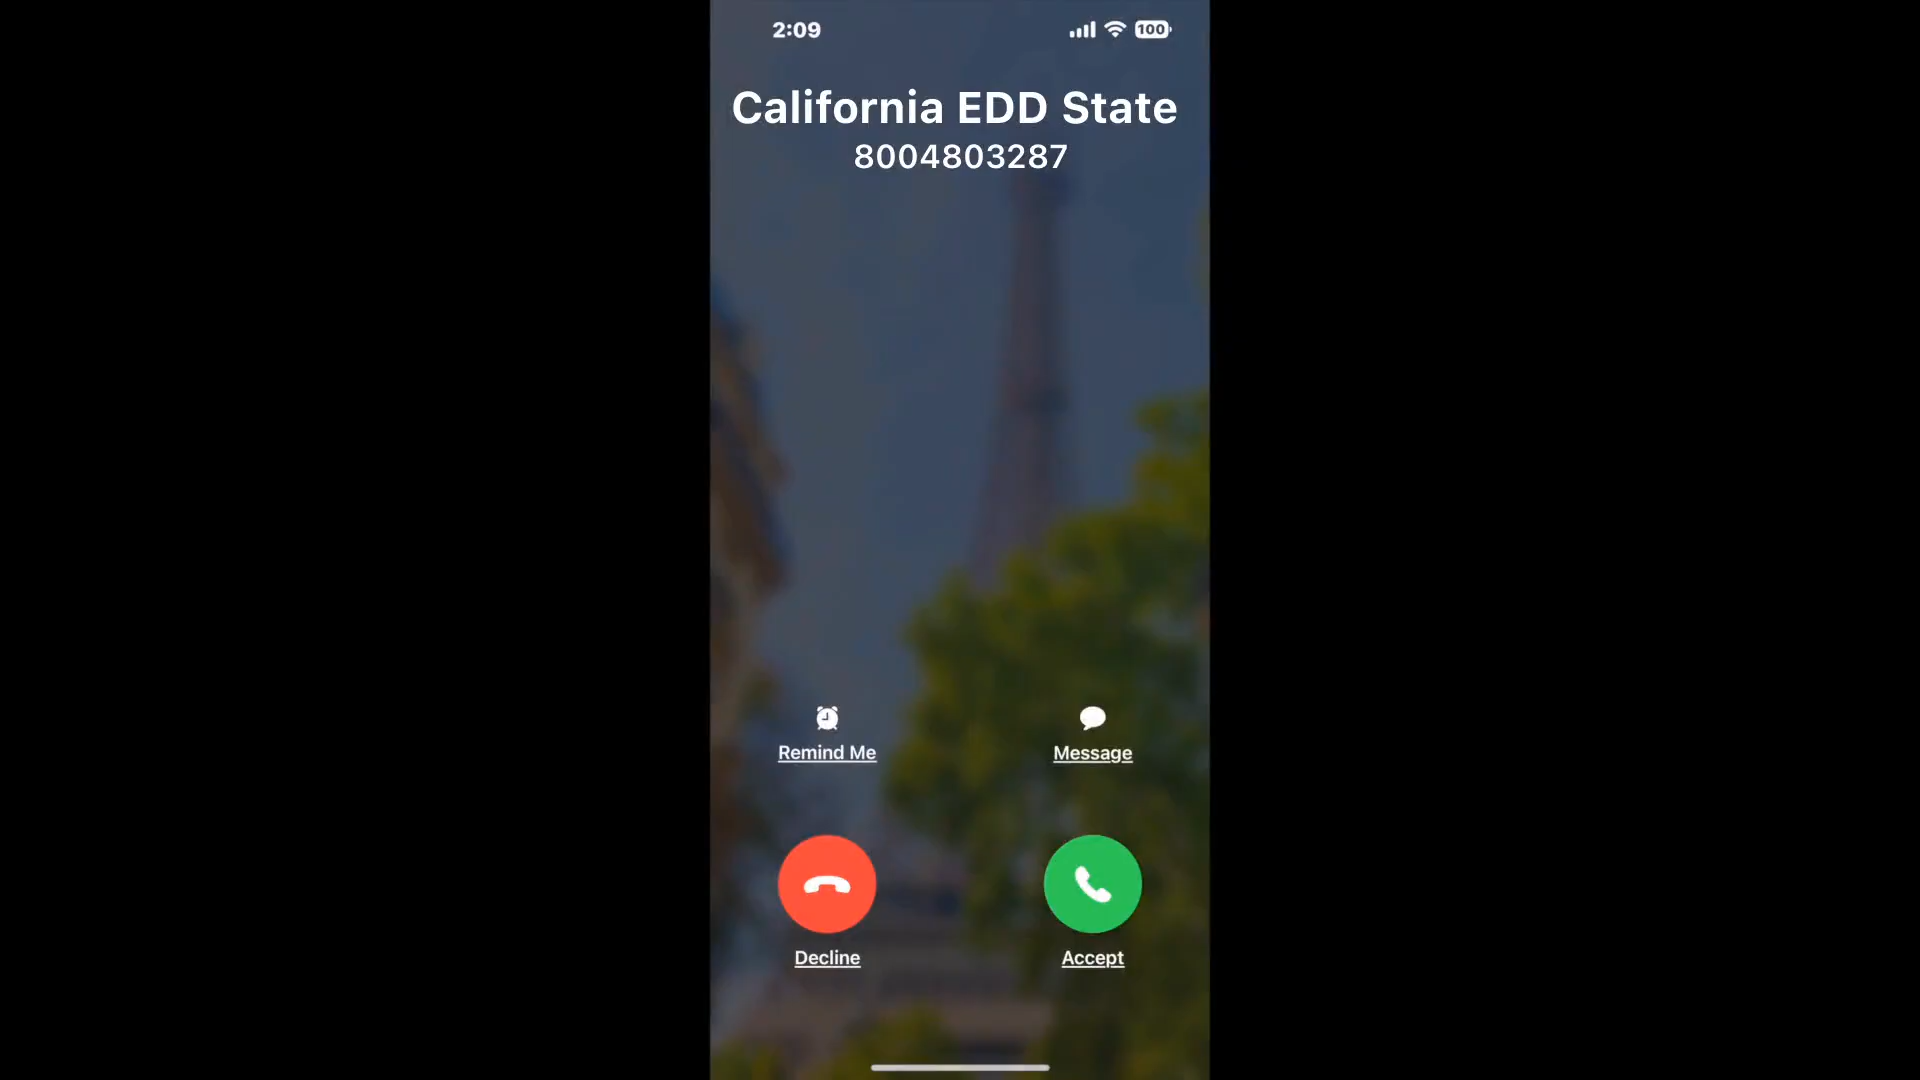 2:09
100
California EDD State
8004803287
Remind Me
Message
Decline
Accept